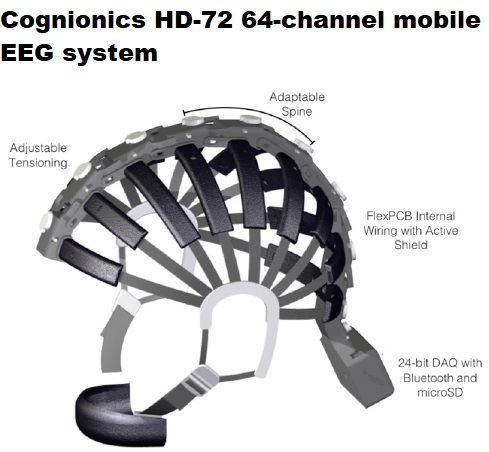 Cognionics HD-72 64-channel mobile
EEG system
Adaptable
Spine
Adjustable
Tensioning
FlexPCB Internal
Wiring with Active
Shield
24-bit DAQ with
Bluetooth and
microSD